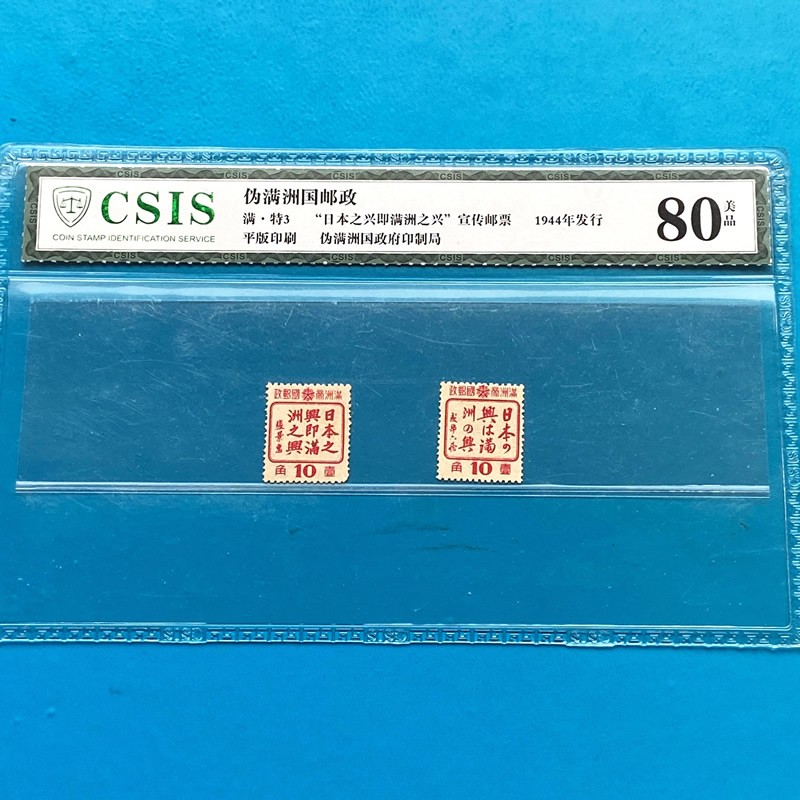 CSIS
COIN STAMP IDENTIFICATION SERVICE
伪满洲国邮政
满·特3 “日本之兴即满洲之兴”宣传邮票 1944年发行
平版印刷 伪满洲国政府印制局
80 美品
政郵國帝洲滿
日本之
興即滿
洲之興
角 10 壹
政郵國帝洲滿
日本の
興は滿
洲の興
角 10 壹